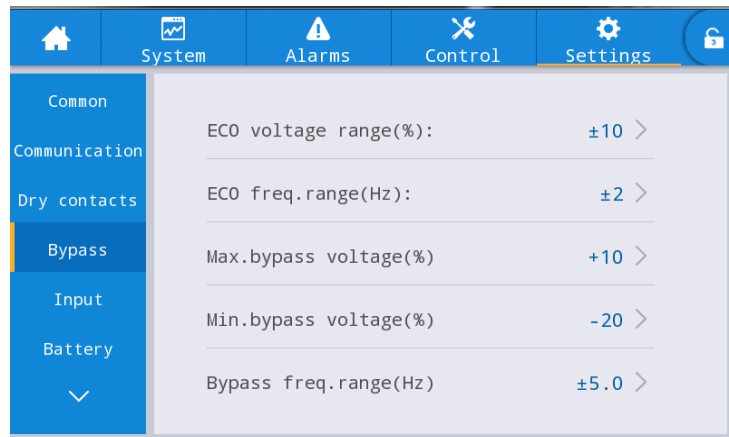 System
Alarms
Control
Settings
3
Common
Communication
Dry contacts
Bypass
Input
Battery
ECO voltage range(%): ±10
ECO freq.range(Hz): ±2
Max.bypass voltage(%) +10
Min.bypass voltage(%) -20
Bypass freq.range(Hz) ±5.0